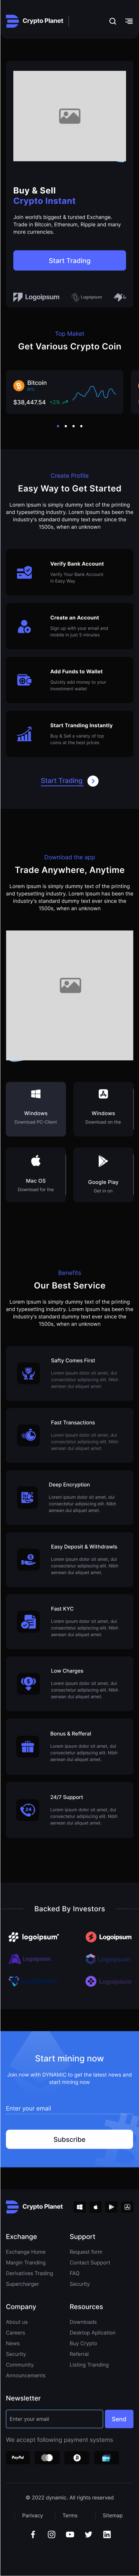 Crypto Planet
Buy & Sell
Crypto Instant
Join world's biggest & tursted Exchange.
Trade in Bitcoin, Ethereum, Ripple and many
more currencies.
Start Trading
Logoipsum
Logoipsum
Top Maket
Get Various Crypto Coin
Bitcoin
$38,447.54
Create Profile
Easy Way to Get Started
Lorem Ipsum is simply dummy text of the printing
and typesetting industry. Lorem Ipsum has been the
industry's standard dummy text ever since the
1500s, when an unknown
Verify Bank Account
Verify Your Bank Account
in Easy Way
Create an Account
Sign up with your email and
mobile in just 5 minutes
Add Funds to Wallet
Quickly add money to your
investment wallet
Start Tranding Instantly
Buy & Sell a variety of top
coins at the best prices
Start Trading
Download the app
Trade Anywhere, Anytime
Lorem Ipsum is simply dummy text of the printing
and typesetting industry. Lorem Ipsum has been the
industry's standard dummy text ever since the
1500s, when an unknown
Windows
Download PC-Client
Windows
Download on the
Mac OS
Download for the
Google Play
Get in on
Benefits
Our Best Service
Lorem Ipsum is simply dummy text of the printing
and typesetting industry. Lorem Ipsum has been the
industry's standard dummy text ever since the
1500s, when an unknown
Safty Comes First
Lorem ipsum dolor sit amet, dui
consectetur adipiscing elit. Nibh
aenean dui aliquet amet.
Fast Transactions
Lorem ipsum dolor sit amet, dui
consectetur adipiscing elit. Nibh
aenean dui aliquet amet.
Deep Encryption
Lorem ipsum dolor sit amet, dui
consectetur adipiscing elit. Nibh
aenean dui aliquet amet.
Easy Deposit & Withdrawls
Lorem ipsum dolor sit amet, dui
consectetur adipiscing elit. Nibh
aenean dui aliquet amet.
Fast KYC
Lorem ipsum dolor sit amet, dui
consectetur adipiscing elit. Nibh
aenean dui aliquet amet.
Low Charges
Lorem ipsum dolor sit amet, dui
consectetur adipiscing elit. Nibh
aenean dui aliquet amet.
Bonus & Refferal
Lorem ipsum dolor sit amet, dui
consectetur adipiscing elit. Nibh
aenean dui aliquet amet.
24/7 Support
Lorem ipsum dolor sit amet, dui
consectetur adipiscing elit. Nibh
aenean dui aliquet amet.
Backed By Investors
logoipsum
Logoipsum
Logoipsum
Logoipsum
Start mining now
Join now with DYNAMIC to get the latest news and
start mining now
Enter your email
Subscribe
Crypto Planet
Exchange
Support
Exchange Home
Request form
Margin Tranding
Contact Support
Derivatives Trading
FAQ
Supercharger
Security
Company
Resources
About us
Downloads
Careers
Desktop Aplication
News
Buy Crypto
Security
Referral
Community
Listing Tranding
Announcements
Newsletter
Enter your email
Send
We accept following payment systems
PayPal
© 2022 dynamic. All rights reserved
Parivacy
Terms
Sitemap